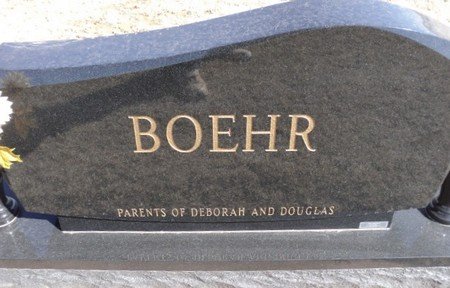 BOEHR
PARENTS OF DEBORAH AND DOUGLAS